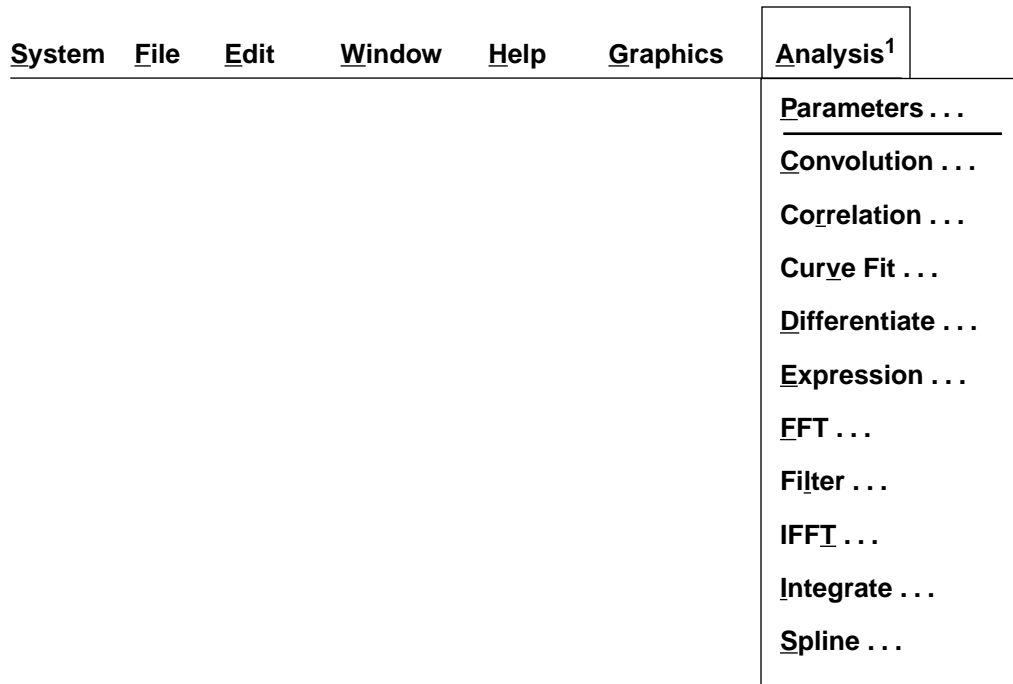 System File Edit Window Help Graphics Analysis¹
Parameters . . .
Convolution . . .
Correlation . . .
Curve Fit . . .
Differentiate . . .
Expression . . .
FFT . . .
Filter . . .
IFFT . . .
Integrate . . .
Spline . . .